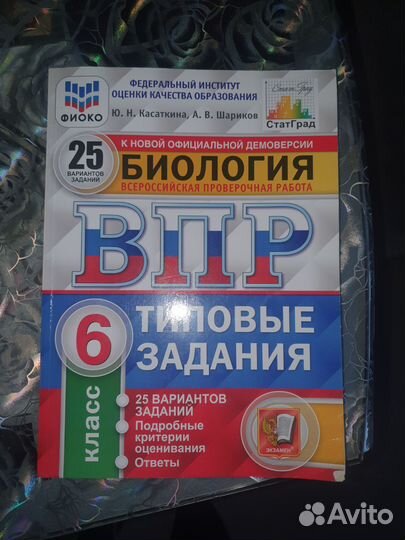 ФИОКО
ФЕДЕРАЛЬНЫЙ ИНСТИТУТ
ОЦЕНКИ КАЧЕСТВА ОБРАЗОВАНИЯ
Ю. Н. Касаткина, А. В. Шариков
СтатГрад
СтатГрад
25
ВАРИАНТОВ
ЗАДАНИЙ
К НОВОЙ ОФИЦИАЛЬНОЙ ДЕМОВЕРСИИ
БИОЛОГИЯ
ВСЕРОССИЙСКАЯ ПРОВЕРОЧНАЯ РАБОТА
ВПР
6
класс
ТИПОВЫЕ
ЗАДАНИЯ
25 ВАРИАНТОВ
ЗАДАНИЙ
Подробные
критерии
оценивания
Ответы
ЭКЗАМЕН
Avito